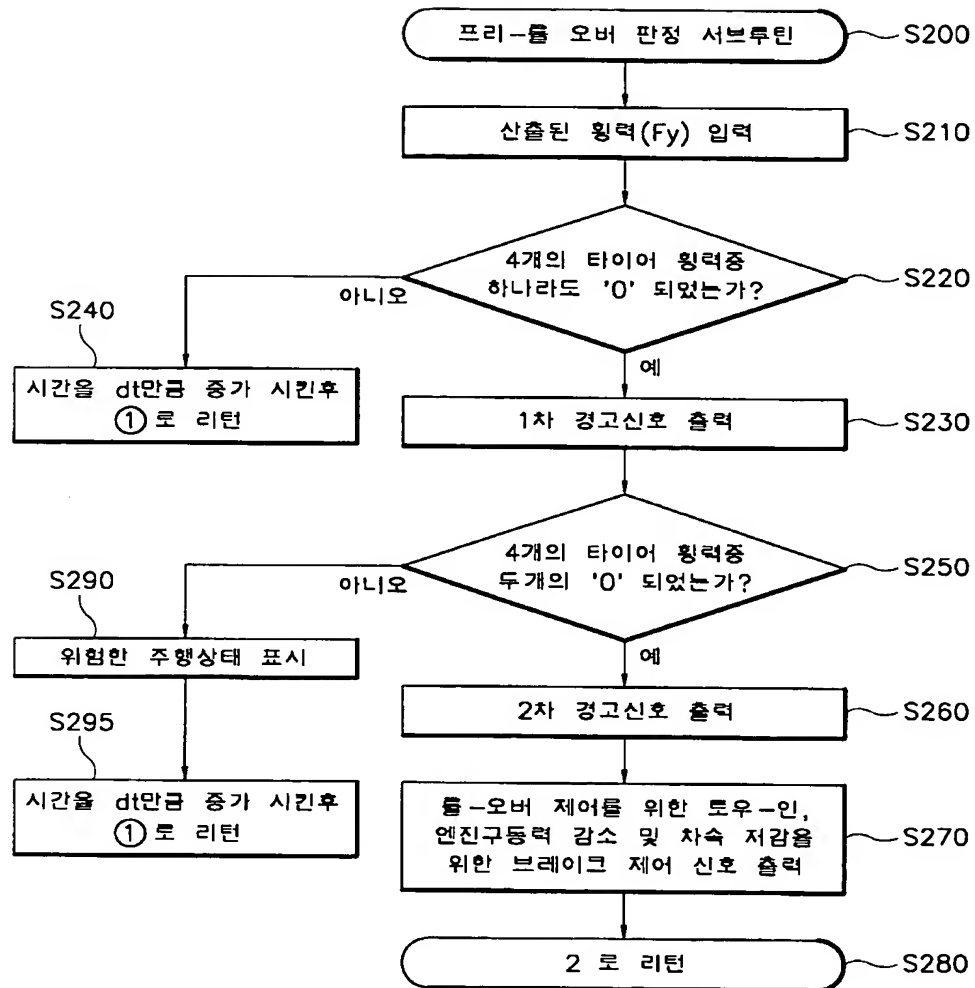 프리-롤 오버 판정 서브루틴
S200
산출된 횡력(Fy) 입력
S210
4개의 타이어 횡력중
하나라도 '0' 되었는가?
S220
아니오
예
S240
시간을 dt만큼 증가 시킨후
① 로 리턴
1차 경고신호 출력
S230
4개의 타이어 횡력중
두개의 '0' 되었는가?
S250
아니오
예
S290
위험한 주행상태 표시
2차 경고신호 출력
S260
S295
시간을 dt만큼 증가 시킨후
① 로 리턴
롤-오버 제어를 위한 토우-인,
엔진구동력 감소 및 차속 저감을
위한 브레이크 제어 신호 출력
S270
2 로 리턴
S280